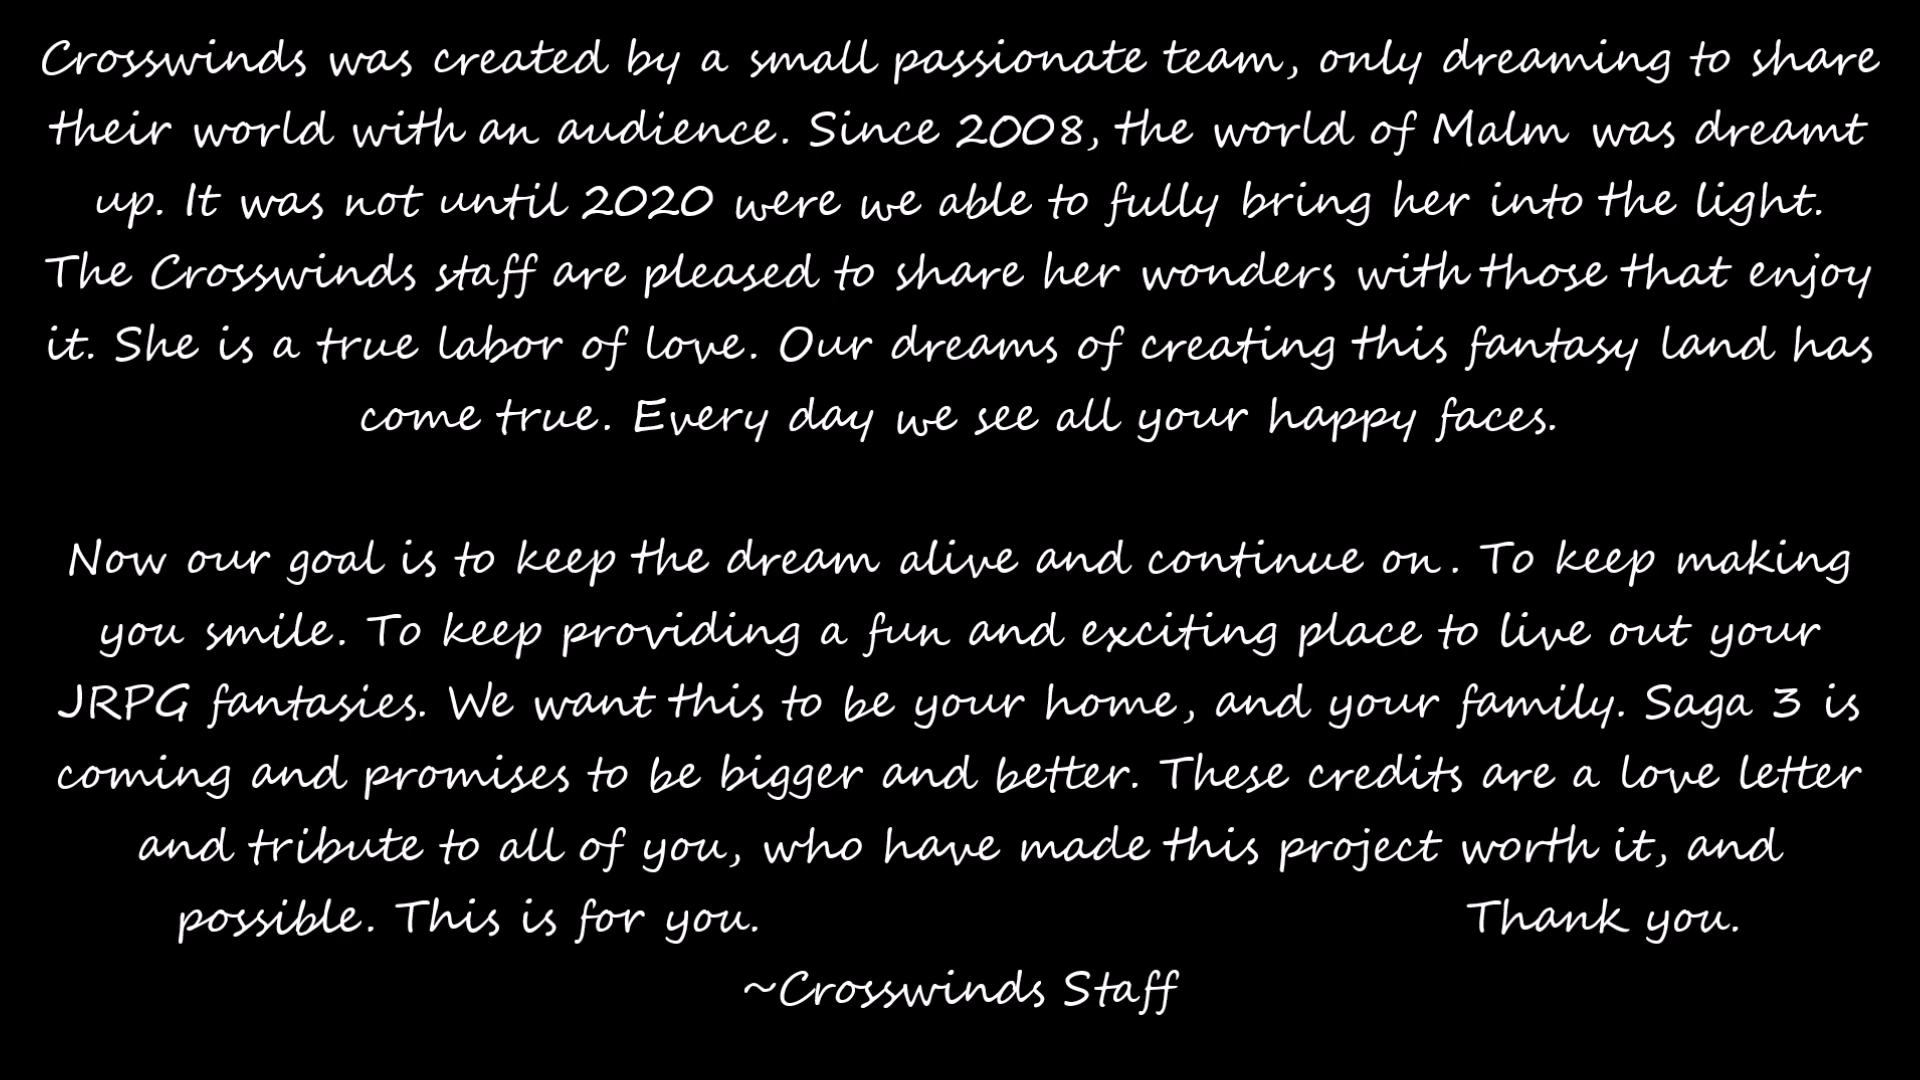 Crosswinds was created by a small passionate team, only dreaming to share
their world with an audience. Since 2008, the world of Malm was dreamt
up. It was not until 2020 were we able to fully bring her into the light.
The Crosswinds staff are pleased to share her wonders with those that enjoy
it. She is a true labor of love. Our dreams of creating this fantasy land has
come true. Every day we see all your happy faces.
Now our goal is to keep the dream alive and continue on. To keep making
you smile. To keep providing a fun and exciting place to live out your
JRPG fantasies. We want this to be your home, and your family. Saga 3 is
coming and promises to be bigger and better. These credits are a love letter
and tribute to all of you, who have made this project worth it, and
possible. This is for you. Thank you.
~Crosswinds Staff